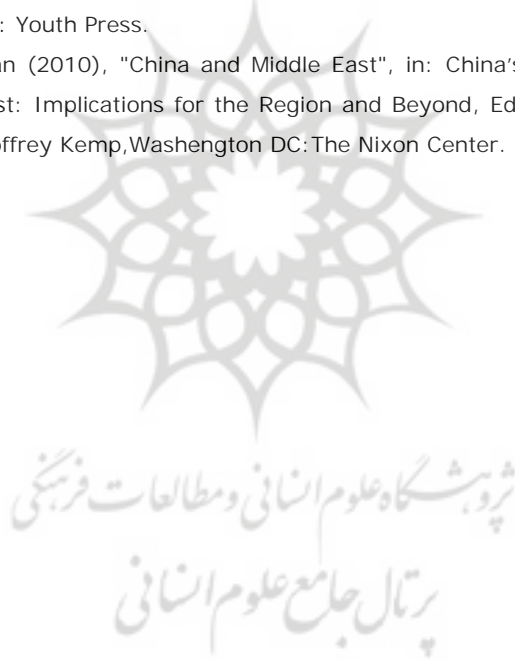 : Youth Press.
an (2010), "China and Middle East", in: China's
st: Implications for the Region and Beyond, Ed
offrey Kemp,Washengton DC:The Nixon Center.
پژوهشگاه علوم انسانی و مطالعات فرهنگی
پرتال جامع علوم انسانی